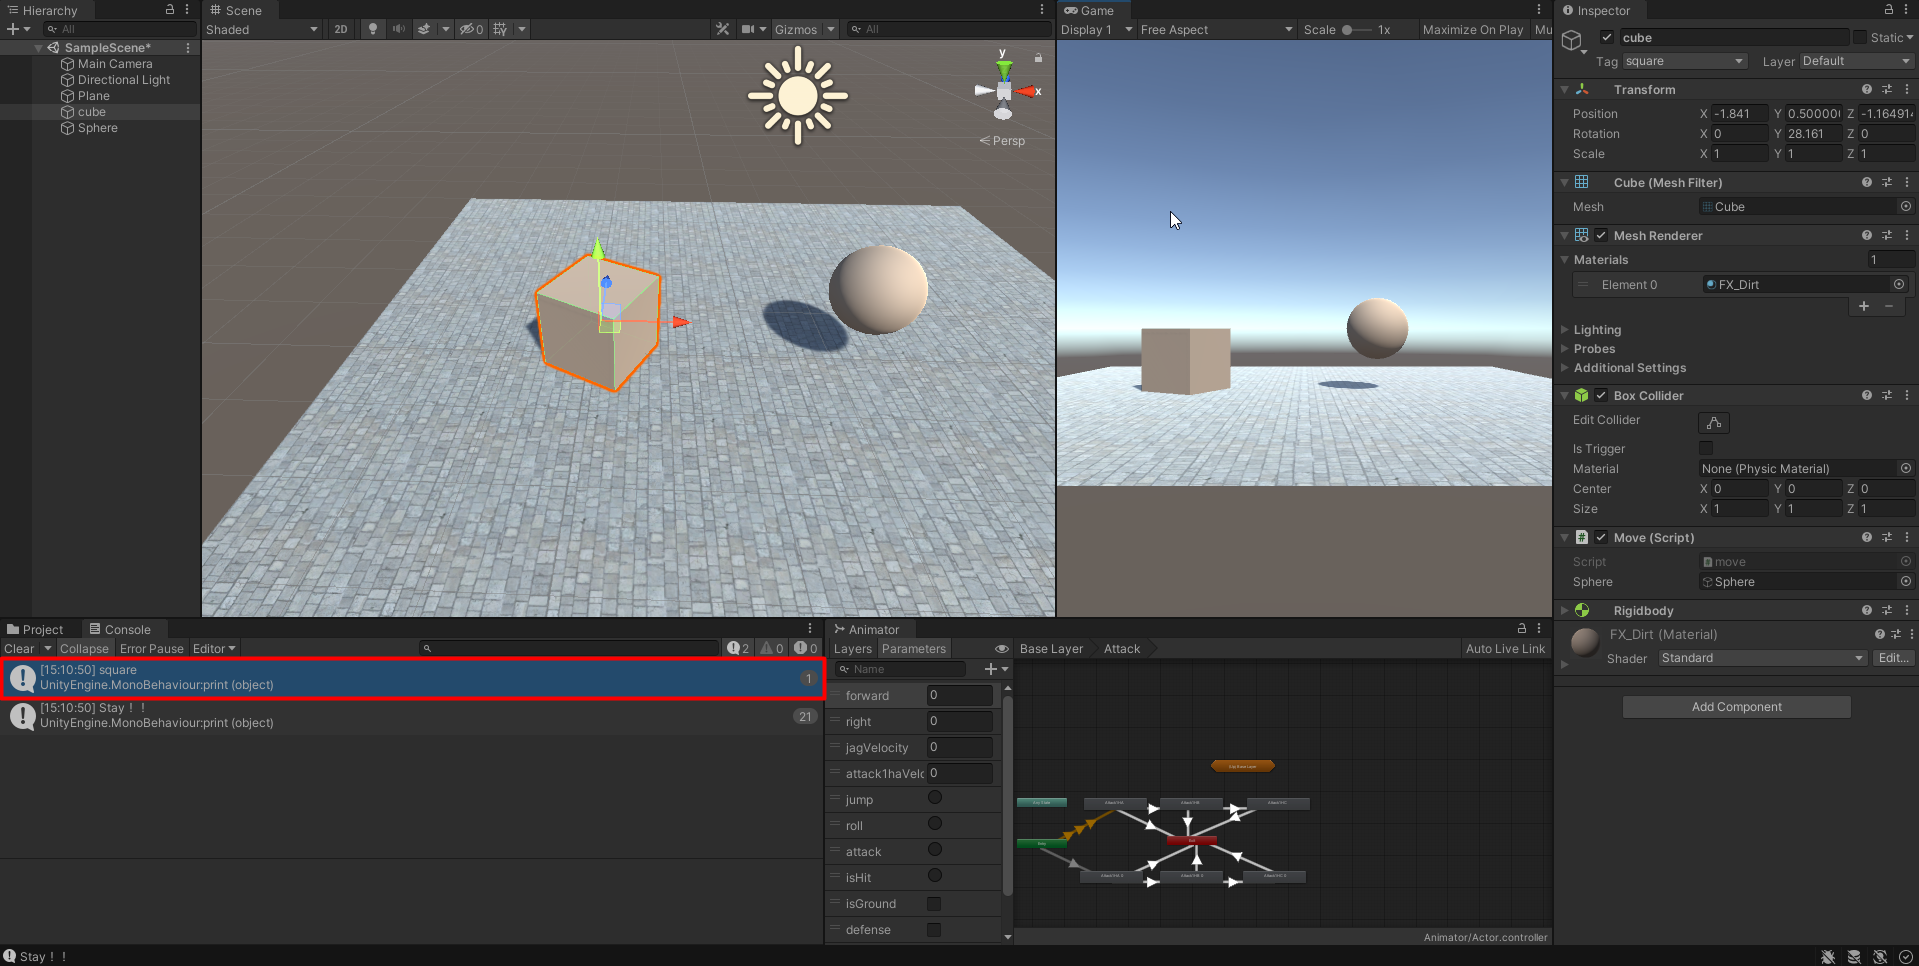 Hierarchy
All
SampleScene*
Main Camera
Directional Light
Plane
cube
Sphere
Scene
Shaded
2D
0
Gizmos
All
y
x
Persp
Game
Display 1
Free Aspect
Scale
1x
Maximize On Play
Mu
Inspector
cube
Static
Tag square
Layer Default
Transform
Position X -1.841 Y 0.500000 Z -1.164914
Rotation X 0 Y 28.161 Z 0
Scale X 1 Y 1 Z 1
Cube (Mesh Filter)
Mesh Cube
Mesh Renderer
Materials 1
Element 0 FX_Dirt
Lighting
Probes
Additional Settings
Box Collider
Edit Collider
Is Trigger
Material None (Physic Material)
Center X 0 Y 0 Z 0
Size X 1 Y 1 Z 1
# Move (Script)
Script move
Sphere Sphere
Rigidbody
FX_Dirt (Material)
Shader Standard Edit...
Add Component
Project
Console
Clear
Collapse
Error Pause
Editor
2
0
0
[15:10:50] square
UnityEngine.MonoBehaviour:print (object)
1
[15:10:50] Stay！！
UnityEngine.MonoBehaviour:print (object)
21
Animator
Layers
Parameters
Base Layer
Attack
Auto Live Link
Name
forward 0
right 0
jagVelocity 0
attack1haVelc 0
jump
roll
attack
isHit
isGround
defense
Animator/Actor.controller
Stay！！